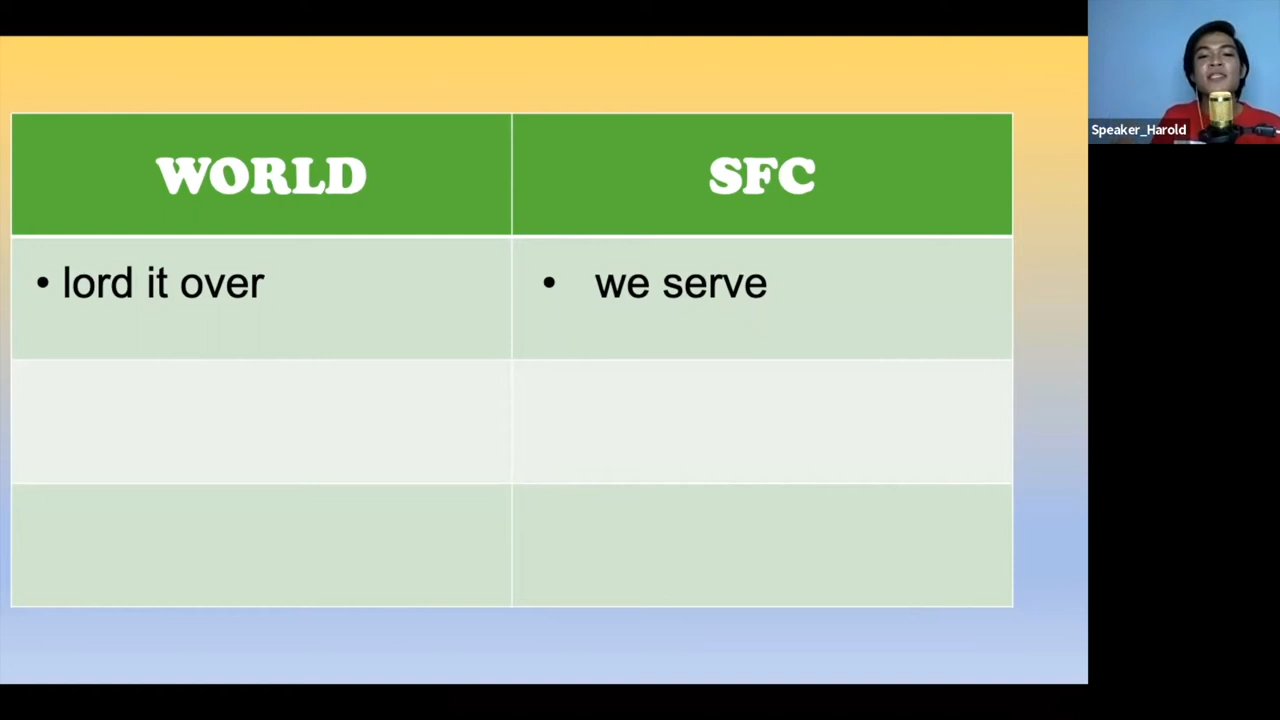 WORLD
SFC
• lord it over
• we serve
Speaker_Harold